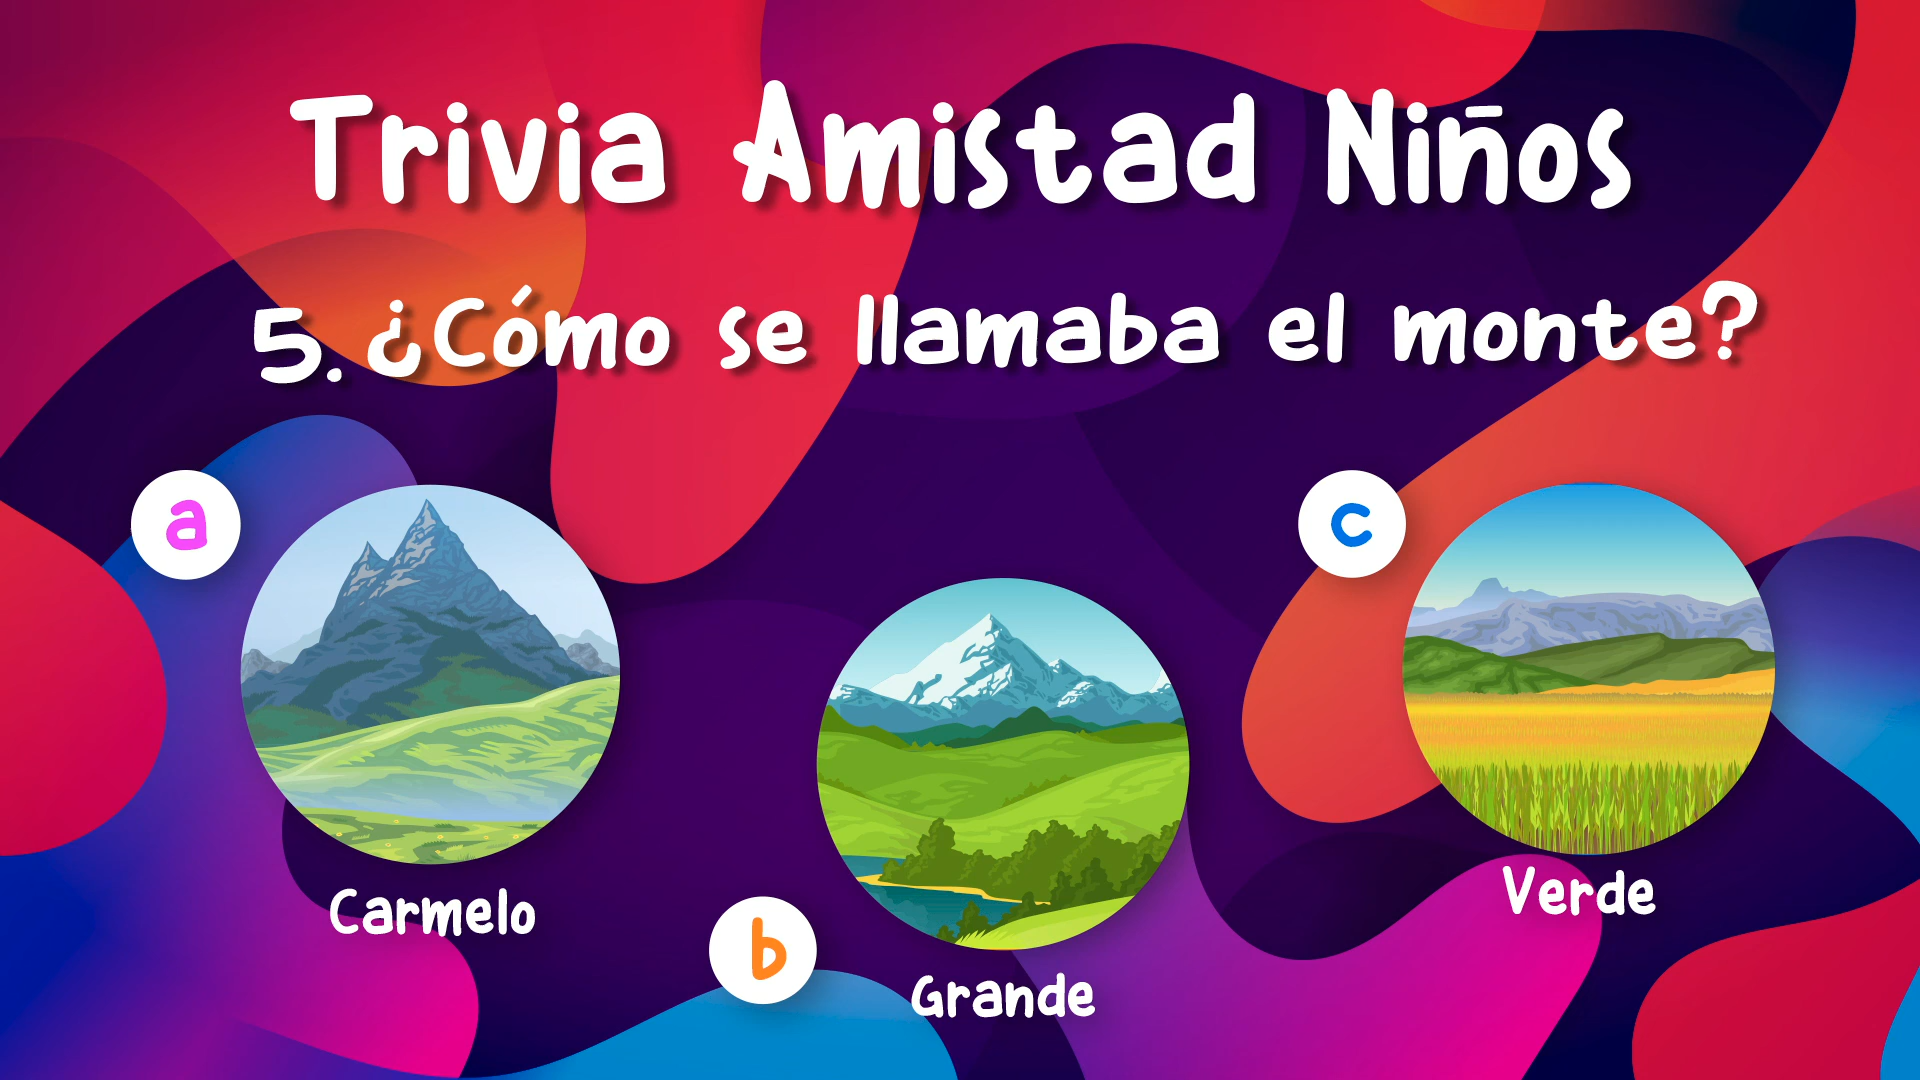 Trivia Amistad Niños
5. ¿Cómo se llamaba el monte?
a
Carmelo
b
Grande
c
Verde